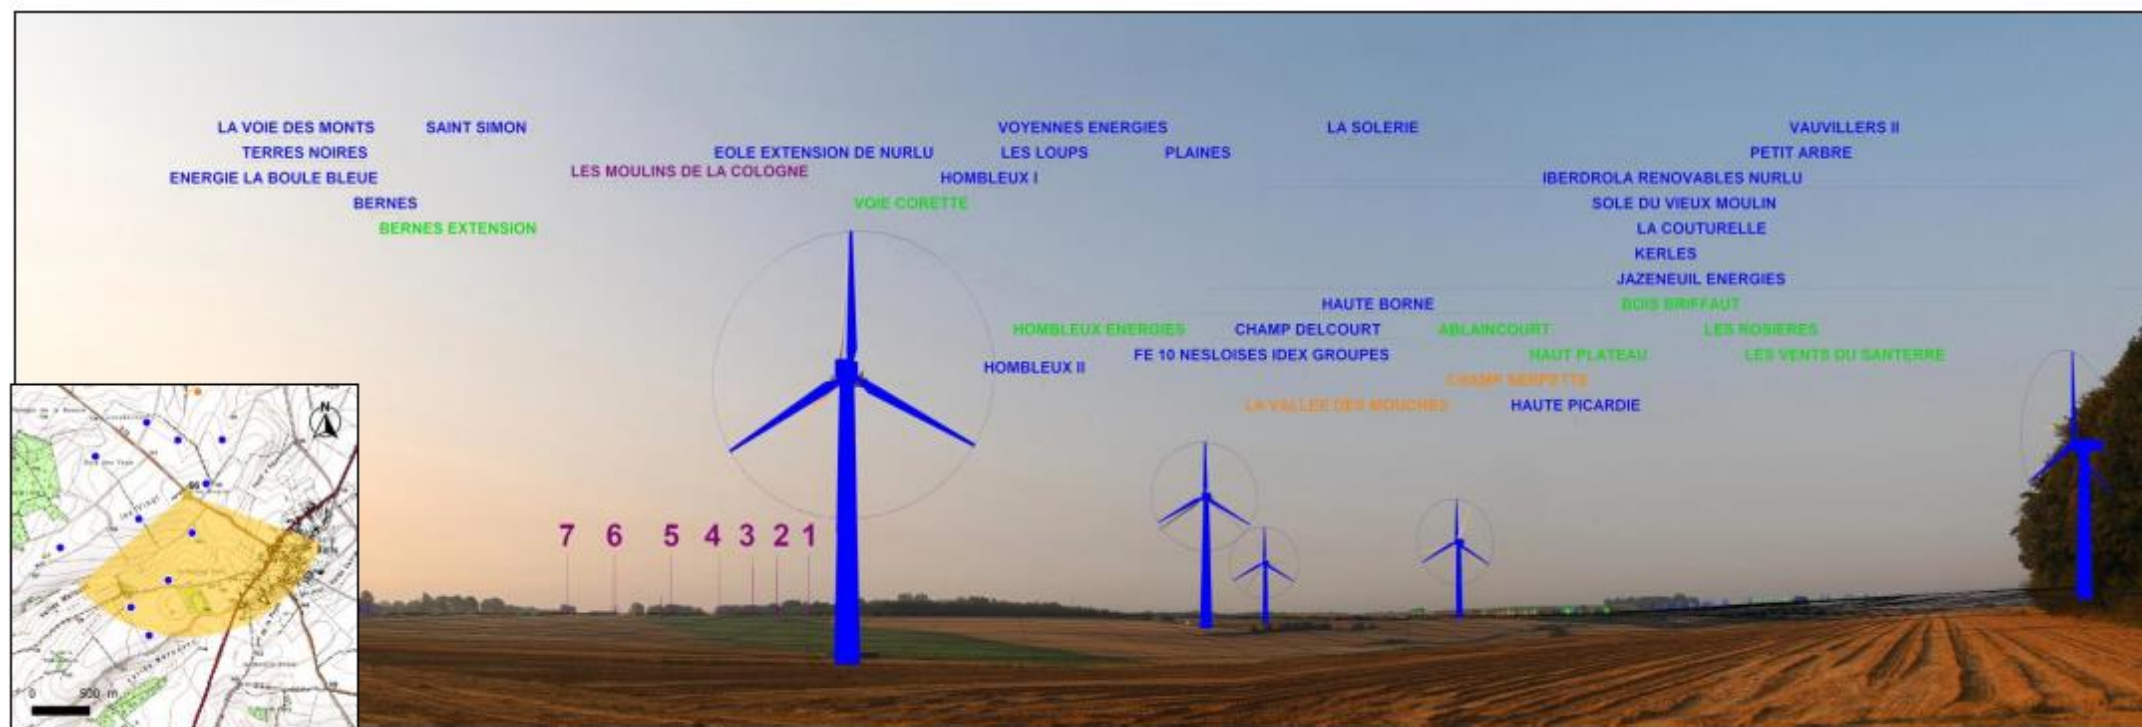 LA VOIE DES MONTS SAINT SIMON VOYENNES ENERGIES LA SOLERIE VAUVILLERS II
TERRES NOIRES EOLE EXTENSION DE NURLU LES LOUPS PLAINES PETIT ARBRE
LES MOULINS DE LA COLOGNE
ENERGIE LA BOULE BLEUE HOMBLEUX I IBERDROLA RENOVABLES NURLU
BERNES VOIE CORETTE SOLE DU VIEUX MOULIN
BERNES EXTENSION LA COUTURELLE
KERLES
JAZENEUIL ENERGIES
HAUTE BORNE BOIS BRIFFAUT
HOMBLEUX ENERGIES CHAMP DELCOURT ABLAINCOURT LES ROSIERES
FE 10 NESLOISES IDEX GROUPES HAUT PLATEAU LES VENTS DU SANTERRE
HOMBLEUX II
CHAMP SERPETTE
LA VALLEE DES MOUCHES HAUTE PICARDIE
7 6 5 4 3 2 1
N
0 500 m